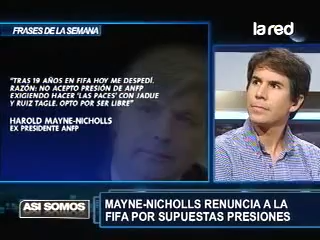 FRASES DE LA SEMANA
la red
"TRAS 19 AÑOS EN FIFA HOY ME DESPEDÍ.
RAZÓN: NO ACEPTO PRESIÓN DE ANFP
EXIGIENDO HACER 'LAS PACES' CON JADUE
Y RUIZ TAGLE. OPTO POR SER LIBRE"
HAROLD MAYNE-NICHOLLS
EX PRESIDENTE ANFP
ASI SOMOS
MAYNE-NICHOLLS RENUNCIA A LA
FIFA POR SUPUESTAS PRESIONES